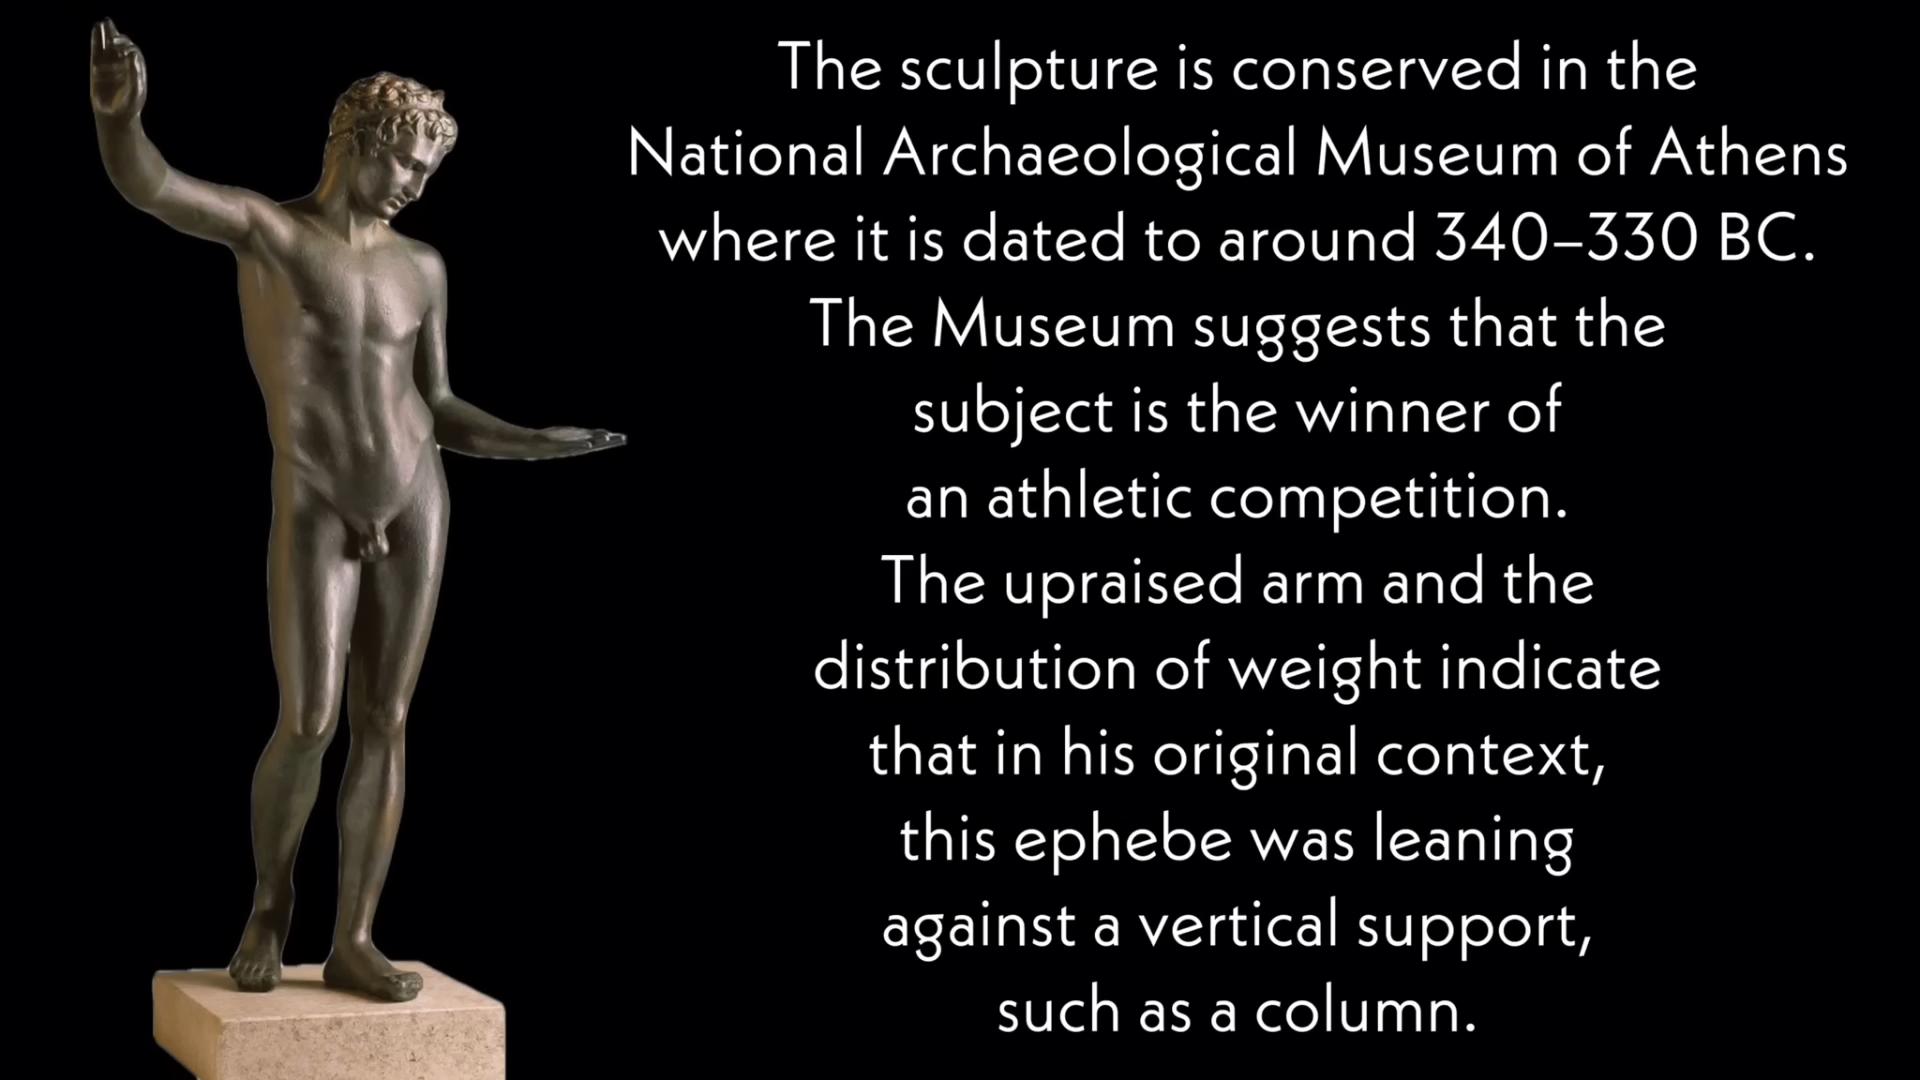 The sculpture is conserved in the
National Archaeological Museum of Athens
where it is dated to around 340–330 BC.
The Museum suggests that the
subject is the winner of
an athletic competition.
The upraised arm and the
distribution of weight indicate
that in his original context,
this ephebe was leaning
against a vertical support,
such as a column.